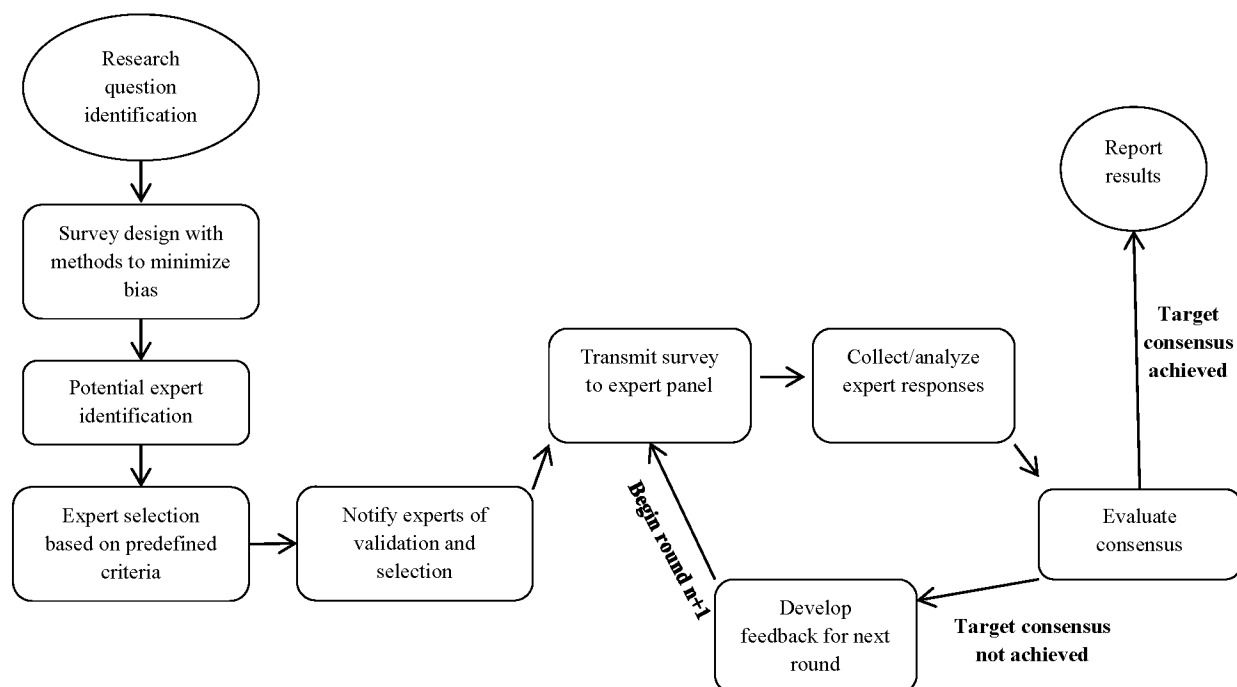 Research
question
identification
Survey design with
methods to minimize
bias
Potential expert
identification
Expert selection
based on predefined
criteria
Notify experts of
validation and
selection
Transmit survey
to expert panel
Collect/analyze
expert responses
Evaluate
consensus
Target consensus
not achieved
Develop
feedback for next
round
Begin round n+1
Target
consensus
achieved
Report
results